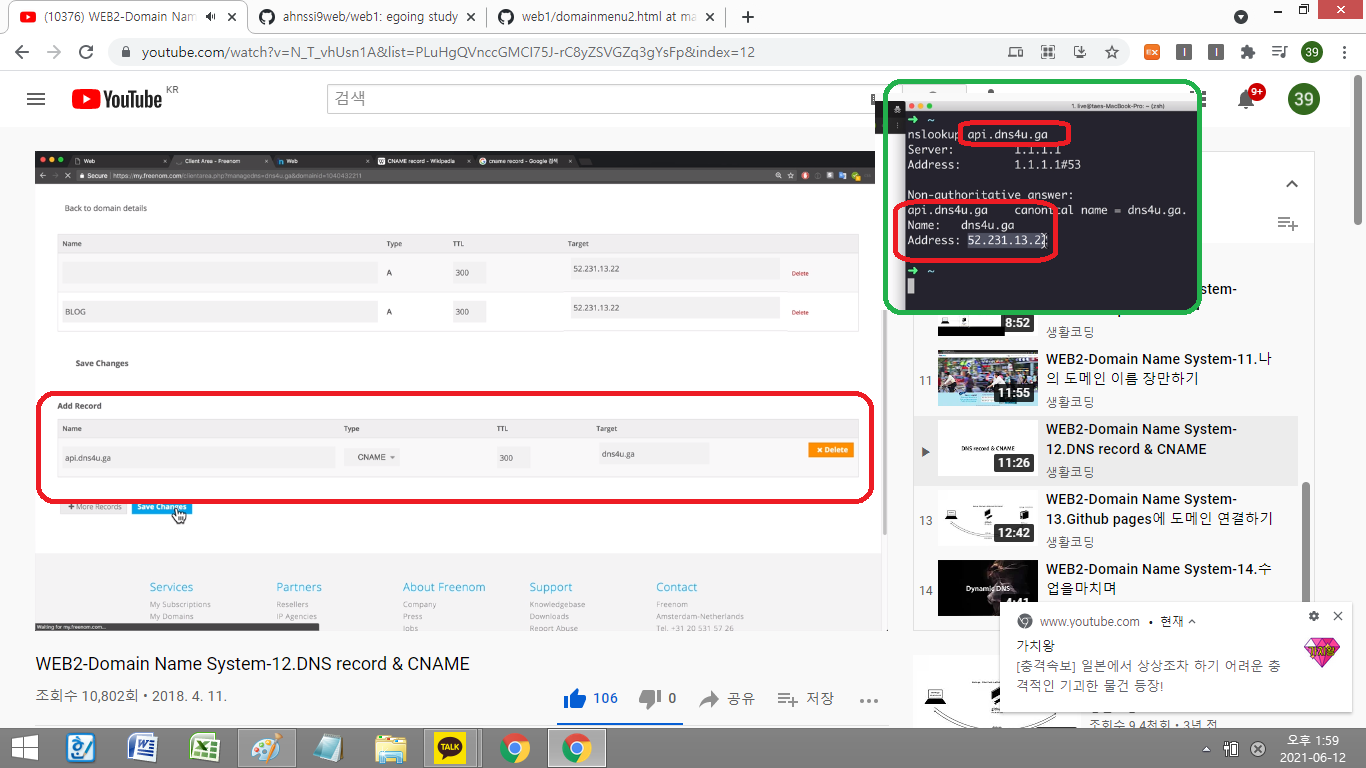 (10376) WEB2-Domain Nam
ahnssi9web/web1: egoing study
web1/domainmenu2.html at ma
youtube.com/watch?v=N_T_vhUsn1A&list=PLuHgQVnccGMCI75J-rC8yZSVGZq3gYsFp&index=12
39
YouTube KR
검색
9+
39
Web
Client Area - Freenom
Web
CNAME record - Wikipedia
cname record - Google 검색
Secure
https://my.freenom.com/clientarea.php?managedns=dns4u.ga&domainid=1040432211
Back to domain details
Name Type TTL Target
A 300 52.231.13.22 Delete
BLOG A 300 52.231.13.22 Delete
Save Changes
Add Record
Name Type TTL Target
api.dns4u.ga CNAME 300 dns4u.ga Delete
More Records Save Changes
Services Partners About Freenom Support Contact
My Subscriptions Resellers Company Knowledgebase Freenom
My Domains IP Agencies Press Downloads Amsterdam-Netherlands
Jobs Report Abuse Tel. +31 20 531 57 26
Waiting for my.freenom.com...
1. live@taes-MacBook-Pro: ~ (zsh)
➜ ~
nslookup api.dns4u.ga
Server: 1.1.1.1
Address: 1.1.1.1#53
Non-authoritative answer:
api.dns4u.ga canonical name = dns4u.ga.
Name: dns4u.ga
Address: 52.231.13.22
➜ ~
8:52
생활코딩
11
11:55
WEB2-Domain Name System-11.나
의 도메인 이름 장만하기
생활코딩
DNS record & CNAME
11:26
WEB2-Domain Name System-
12.DNS record & CNAME
생활코딩
13
12:42
WEB2-Domain Name System-
13.Github pages에 도메인 연결하기
생활코딩
14
Dynamic DNS
4:41
WEB2-Domain Name System-14.수
업을마치며
www.youtube.com • 현재
가치왕
[충격속보] 일본에서 상상조차 하기 어려운 충
격적인 기괴한 물건 등장!
가치왕
조회수 9.4천회 • 3년 전
WEB2-Domain Name System-12.DNS record & CNAME
조회수 10,802회 • 2018. 4. 11.
106 0 공유 저장
TALK
오후 1:59
2021-06-12